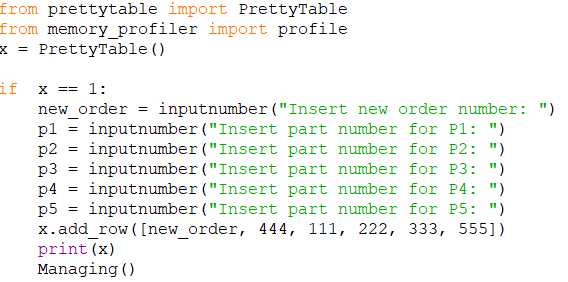 from prettytable import PrettyTable
from memory_profiler import profile
x = PrettyTable()
if  x == 1:
    new_order = inputnumber("Insert new order number: ")
    p1 = inputnumber("Insert part number for P1: ")
    p2 = inputnumber("Insert part number for P2: ")
    p3 = inputnumber("Insert part number for P3: ")
    p4 = inputnumber("Insert part number for P4: ")
    p5 = inputnumber("Insert part number for P5: ")
    x.add_row([new_order, 444, 111, 222, 333, 555])
    print(x)
    Managing()